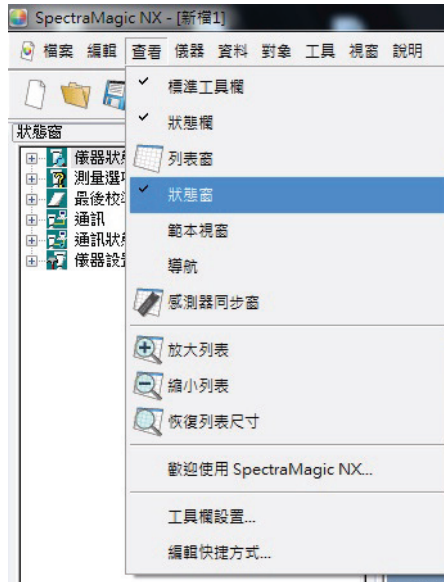 SpectraMagic NX - [新檔1]
檔案 編輯 查看 儀器 資料 對象 工具 視窗 說明
標準工具欄
狀態窗
狀態欄
儀器狀
列表窗
測量選
狀態窗
最後校
範本視窗
通訊
導航
通訊狀
儀器設
感測器同步窗
放大列表
縮小列表
恢復列表尺寸
歡迎使用 SpectraMagic NX...
工具欄設置...
編輯快捷方式...